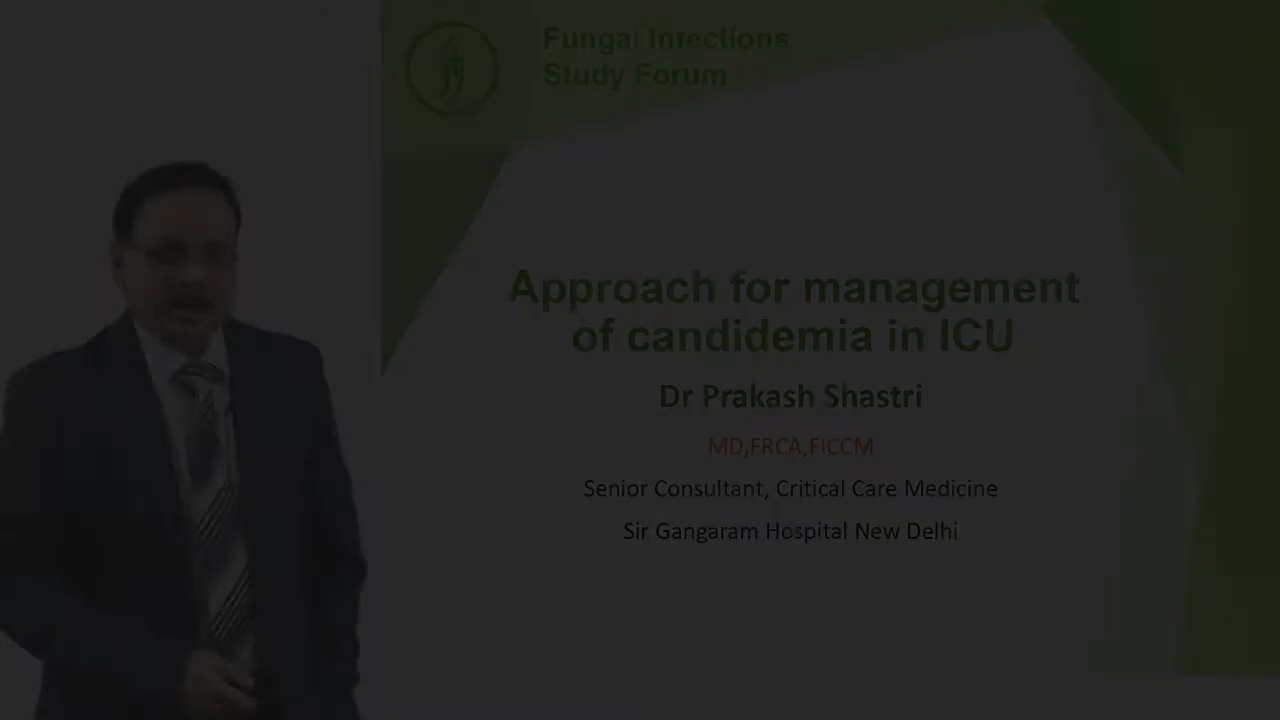 Fungal Infections
Study Forum
Approach for management
of candidemia in ICU
Dr Prakash Shastri
MD,FRCA,FICCM
Senior Consultant, Critical Care Medicine
Sir Gangaram Hospital New Delhi